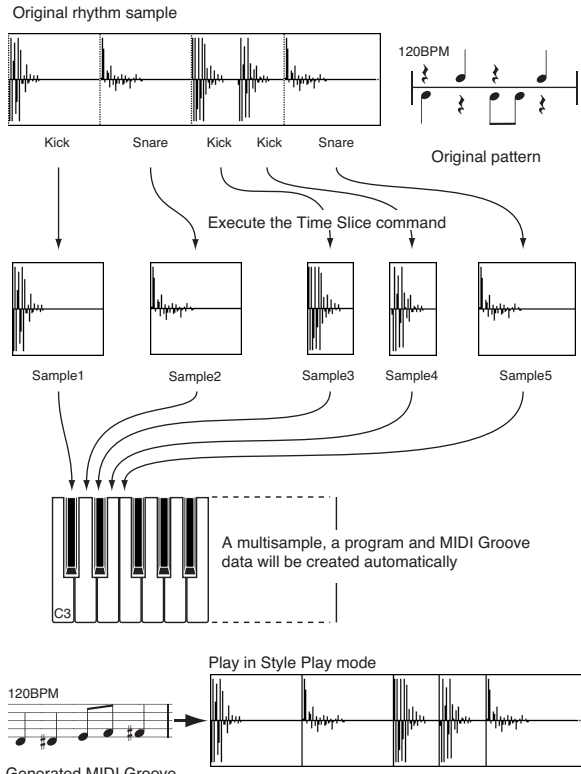 Original rhythm sample
120BPM
Kick Snare Kick Kick Snare
Original pattern
Execute the Time Slice command
Sample1 Sample2 Sample3 Sample4 Sample5
A multisample, a program and MIDI Groove
data will be created automatically
C3
Play in Style Play mode
120BPM
Generated MIDI Groove